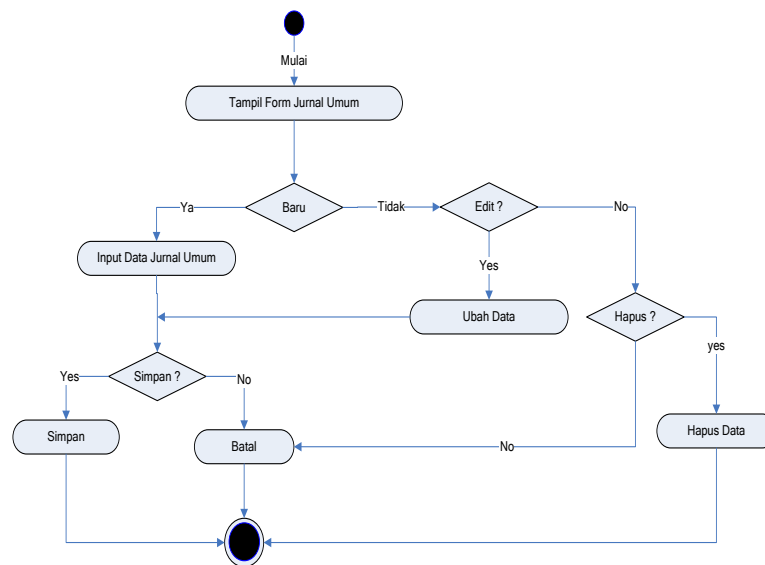 Mulai
Tampil Form Jurnal Umum
Ya
Baru
Tidak
Edit ?
No
Input Data Jurnal Umum
Yes
Ubah Data
Hapus ?
yes
Yes
Simpan ?
No
Simpan
Batal
No
Hapus Data